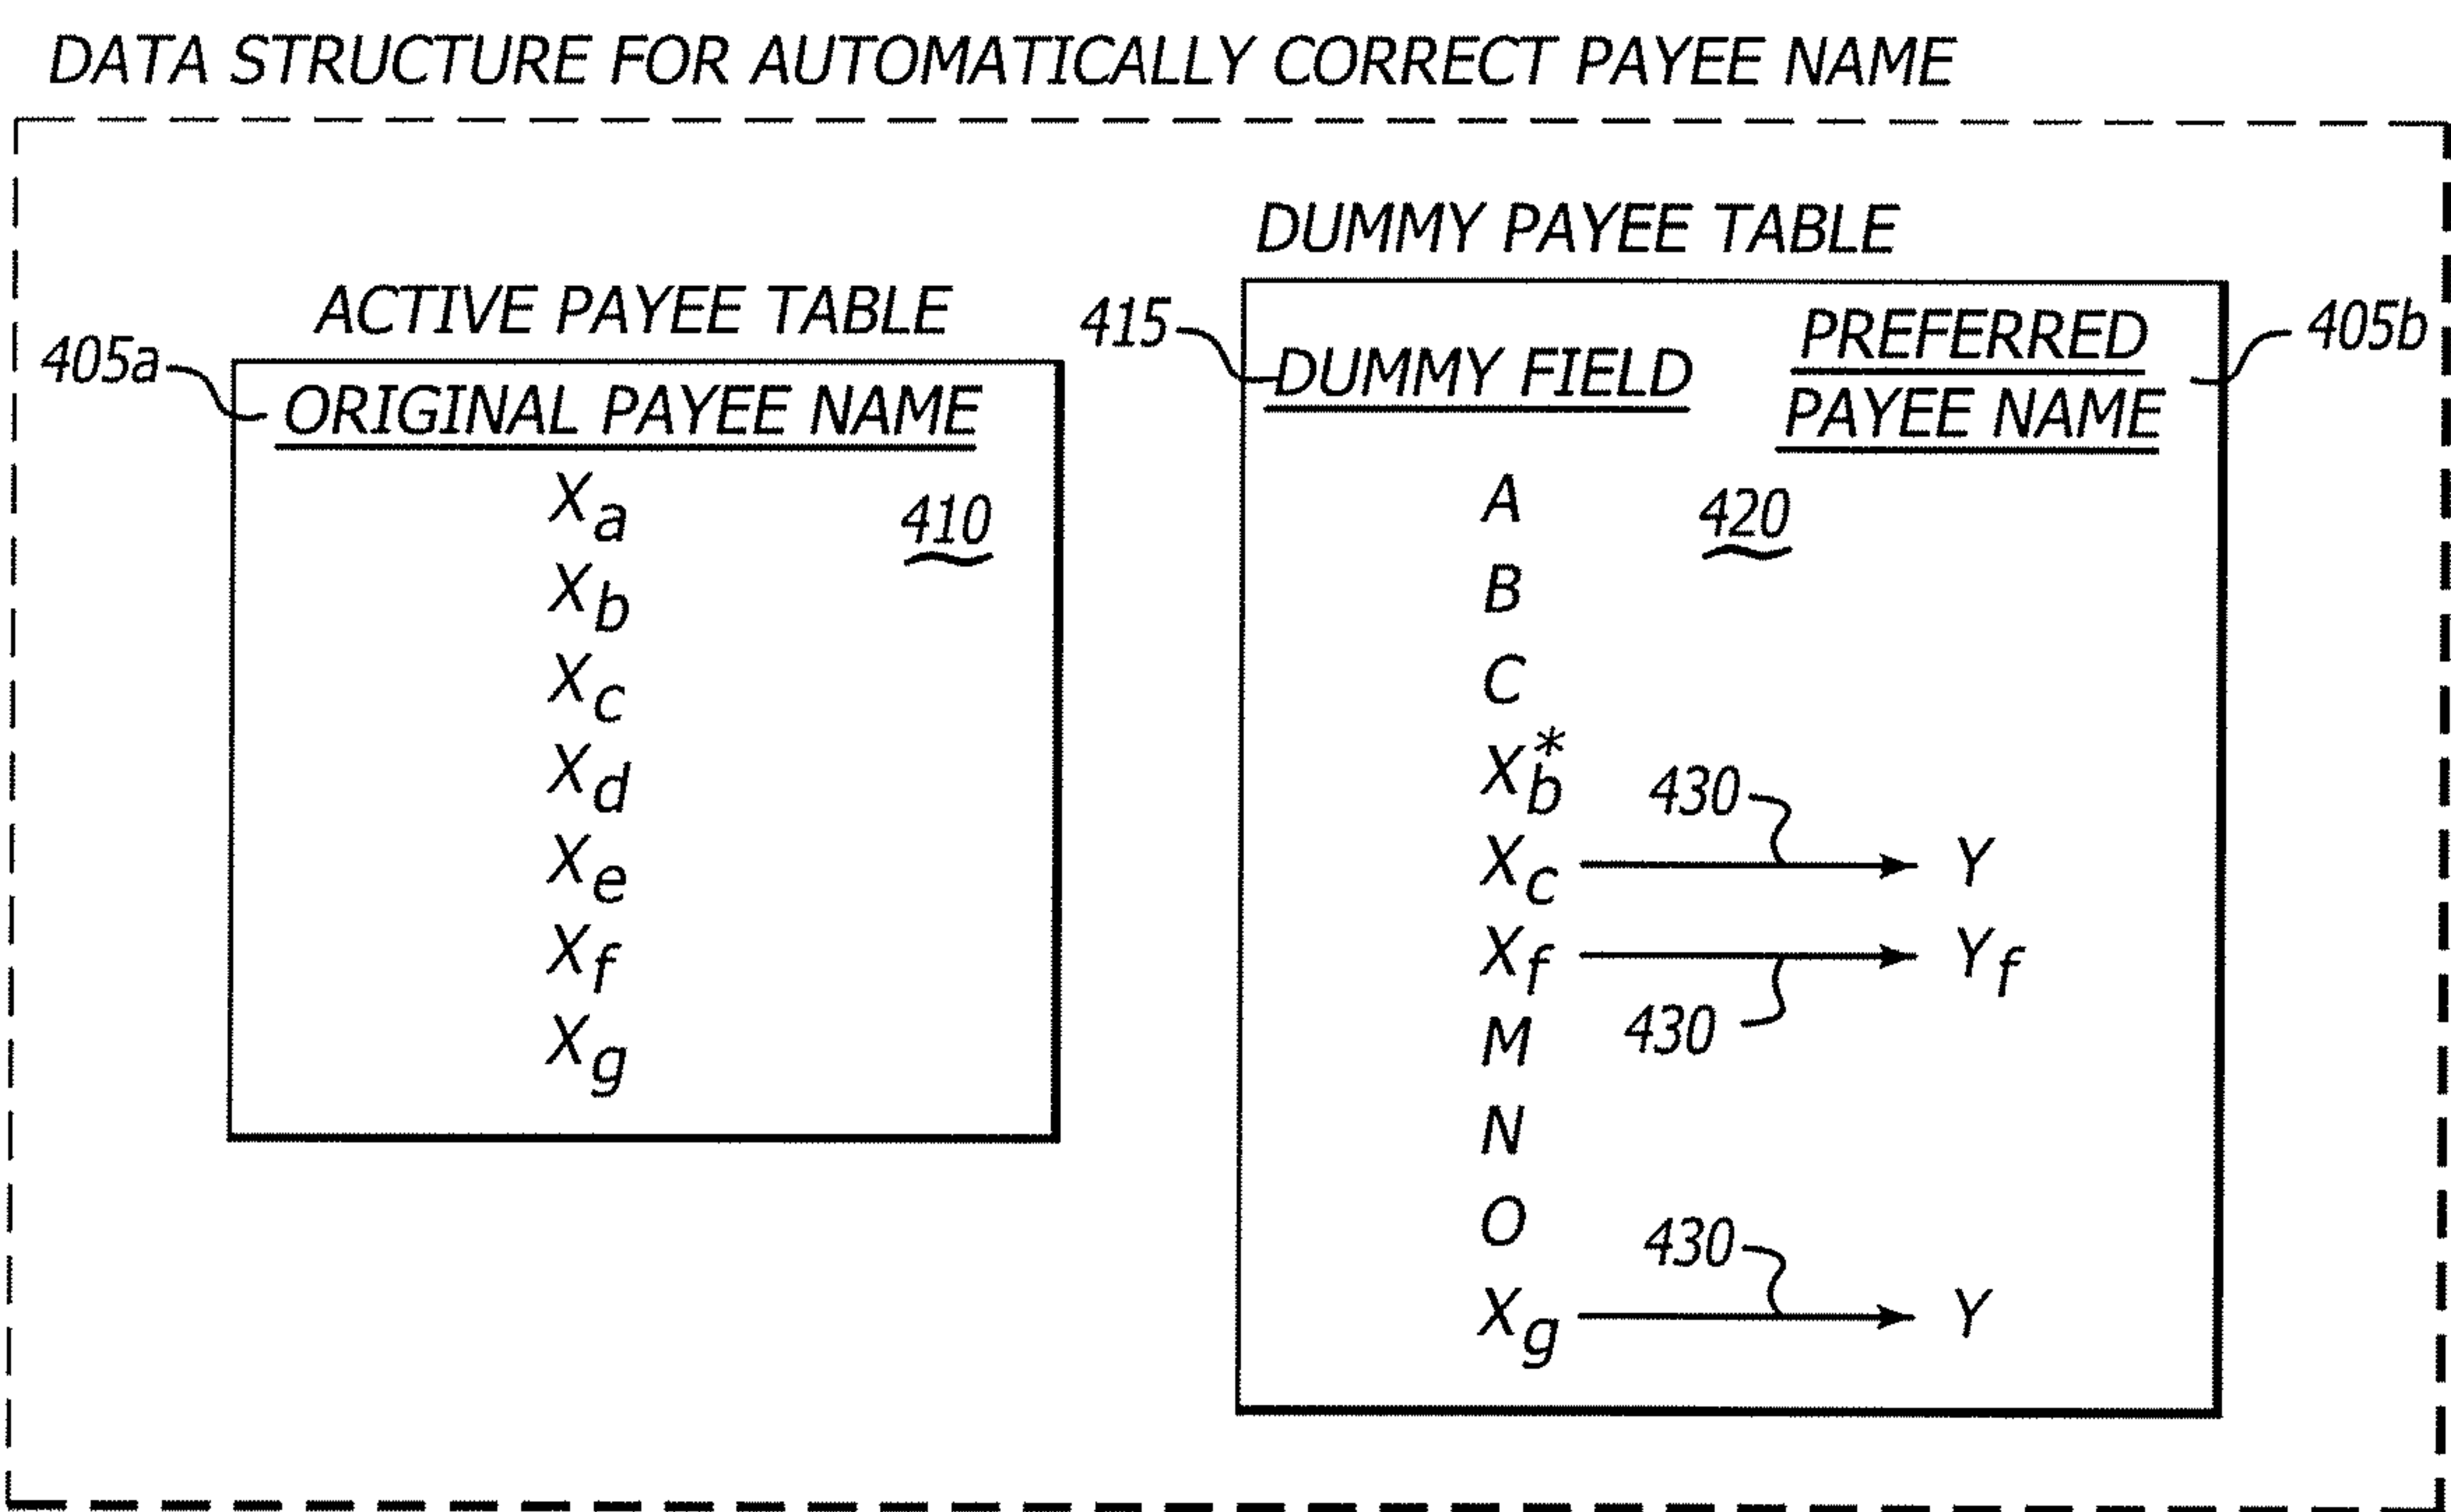 DATA STRUCTURE FOR AUTOMATICALLY CORRECT PAYEE NAME
ACTIVE PAYEE TABLE
405a
ORIGINAL PAYEE NAME
410
Xa
Xb
Xc
Xd
Xe
Xf
Xg
DUMMY PAYEE TABLE
415
DUMMY FIELD
PREFERRED
PAYEE NAME
405b
420
A
B
C
Xb*
430
Xc Y
Xf Yf
430
M
N
O
430
Xg Y